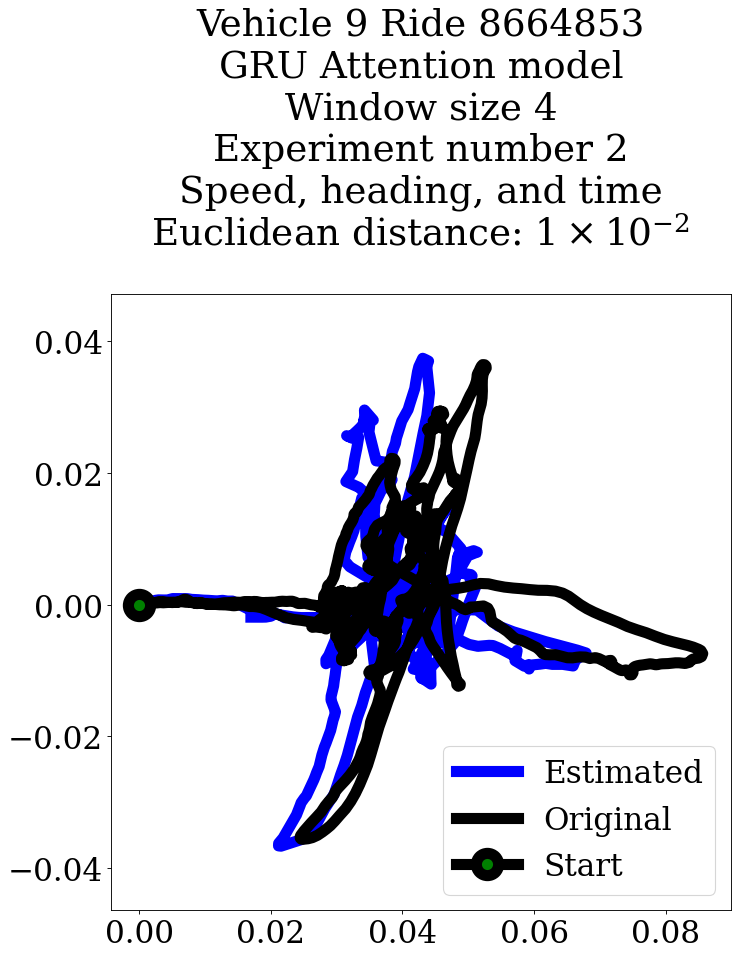 Vehicle 9 Ride 8664853
GRU Attention model
Window size 4
Experiment number 2
Speed, heading, and time
Euclidean distance: 1 × 10⁻²
0.04
0.02
0.00
−0.02
−0.04
Estimated
Original
Start
0.00 0.02 0.04 0.06 0.08